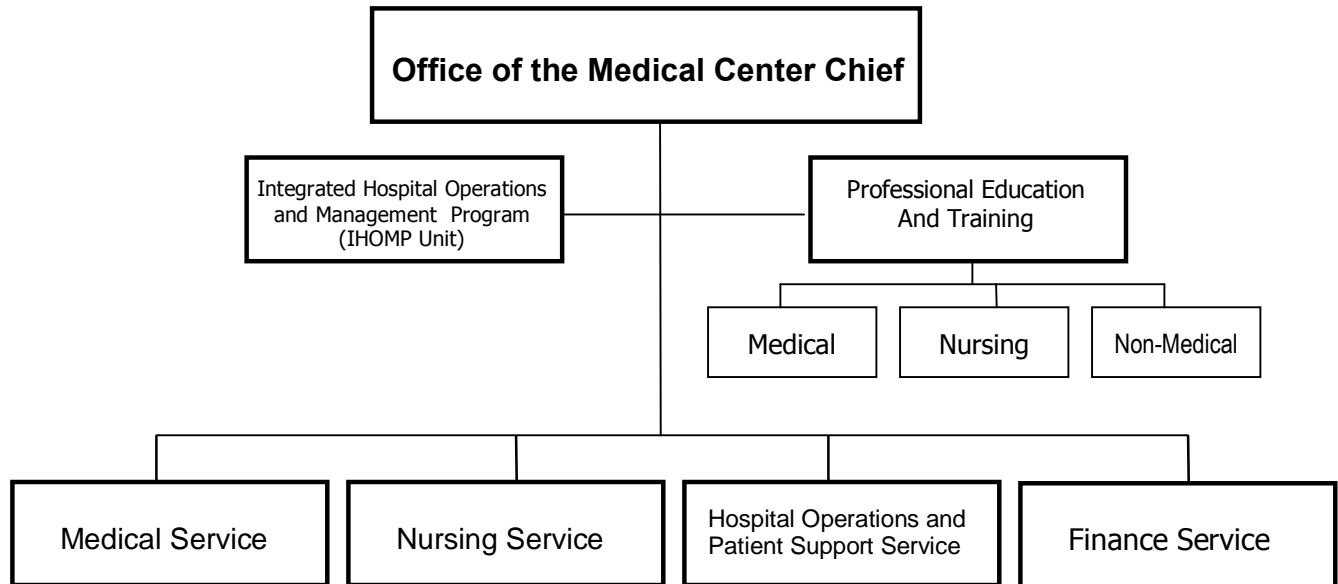 Office of the Medical Center Chief
Integrated Hospital Operations
and Management Program
(IHOMP Unit)
Professional Education
And Training
Medical
Nursing
Non-Medical
Medical Service
Nursing Service
Hospital Operations and
Patient Support Service
Finance Service